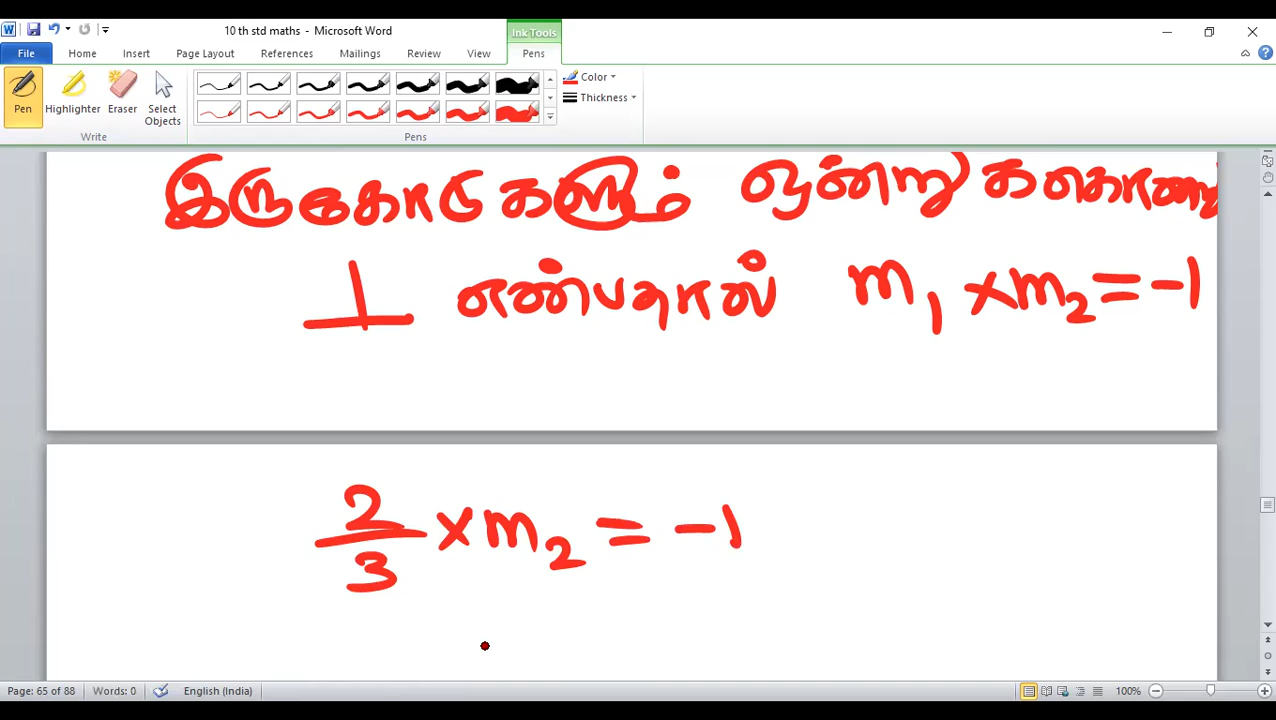 10 th std maths - Microsoft Word
Ink Tools
File Home Insert Page Layout References Mailings Review View Pens
Pen Highlighter Eraser Select Objects
Color
Thickness
Write Pens
இருகோடுகளும் ஒன்று
⊥ என்பதால் m₁ × m₂ = -1
2/3 × m₂ = -1
Page: 65 of 88 Words: 0 English (India) 100%